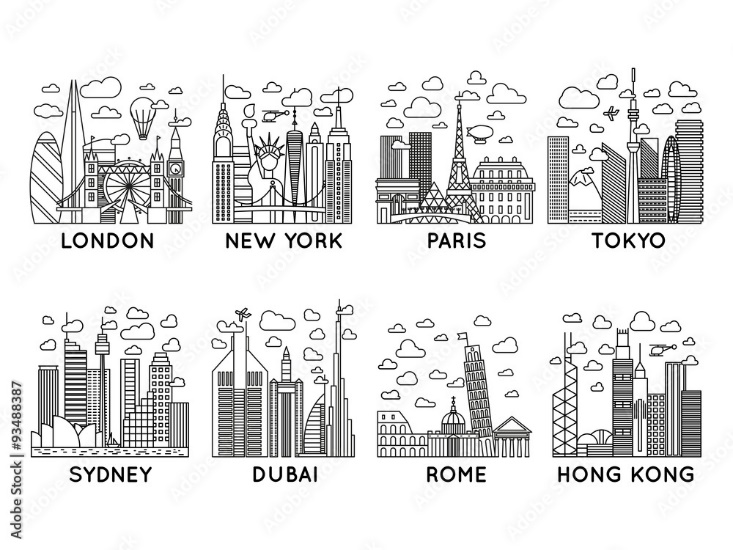 LONDON
NEW YORK
PARIS
TOKYO
SYDNEY
DUBAI
ROME
HONG KONG
Adobe Stock | #93488387